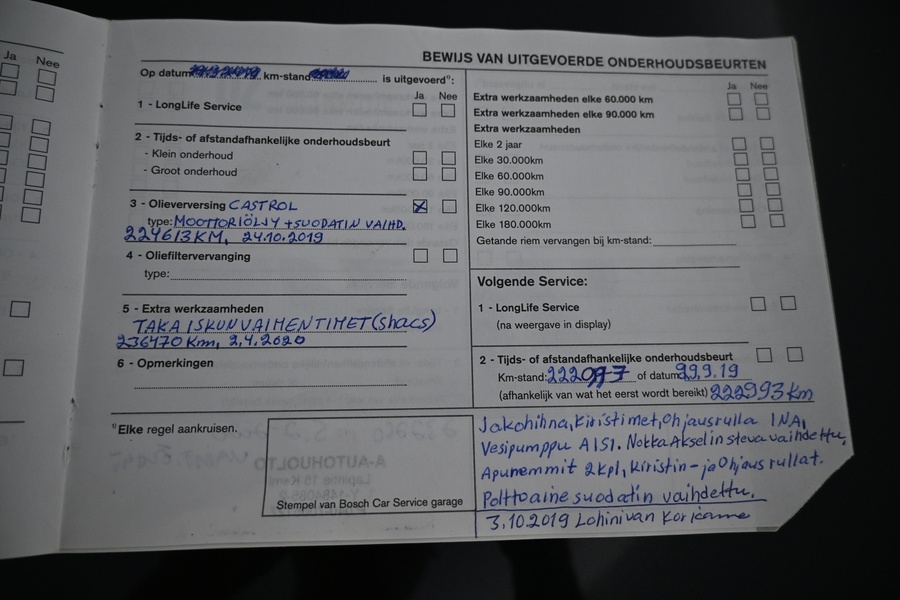 BEWIJS VAN UITGEVOERDE ONDERHOUDSBEURTEN
Ja Nee
Op datum km-stand is uitgevoerd¹⁾:
Ja Nee
1 - LongLife Service
2 - Tijds- of afstandafhankelijke onderhoudsbeurt
- Klein onderhoud
- Groot onderhoud
3 - Olieverversing CASTROL
type: MOOTTORIÖLJY + SUODATIN VAIHD.
224613 KM, 24.10.2019
4 - Oliefiltervervanging
type:
5 - Extra werkzaamheden
TAKA ISKUNVAIMENTIMET (shacs)
236470 Km, 2,4.2020
6 - Opmerkingen
¹⁾Elke regel aankruisen.
Stempel van Bosch Car Service garage
Ja Nee
Extra werkzaamheden elke 60.000 km
Extra werkzaamheden elke 90.000 km
Extra werkzaamheden
Elke 2 jaar
Elke 30.000km
Elke 60.000km
Elke 90.000km
Elke 120.000km
Elke 180.000km
Getande riem vervangen bij km-stand:
Volgende Service:
1 - LongLife Service
(na weergave in display)
2 - Tijds- of afstandafhankelijke onderhoudsbeurt
Km-stand: of datum
(afhankelijk van wat het eerst wordt bereikt) 222993 Km
Jakohihna, Kiristimet, Ohjausrulla INA,
Vesipumppu AISI. Nokka Akselin steva vaihdettu,
Apuhemmit 2kpl, Kiristin- ja Ohjaus rullat.
Polttoaine suodatin vaihdettu.
3.10.2019 Lohinivan